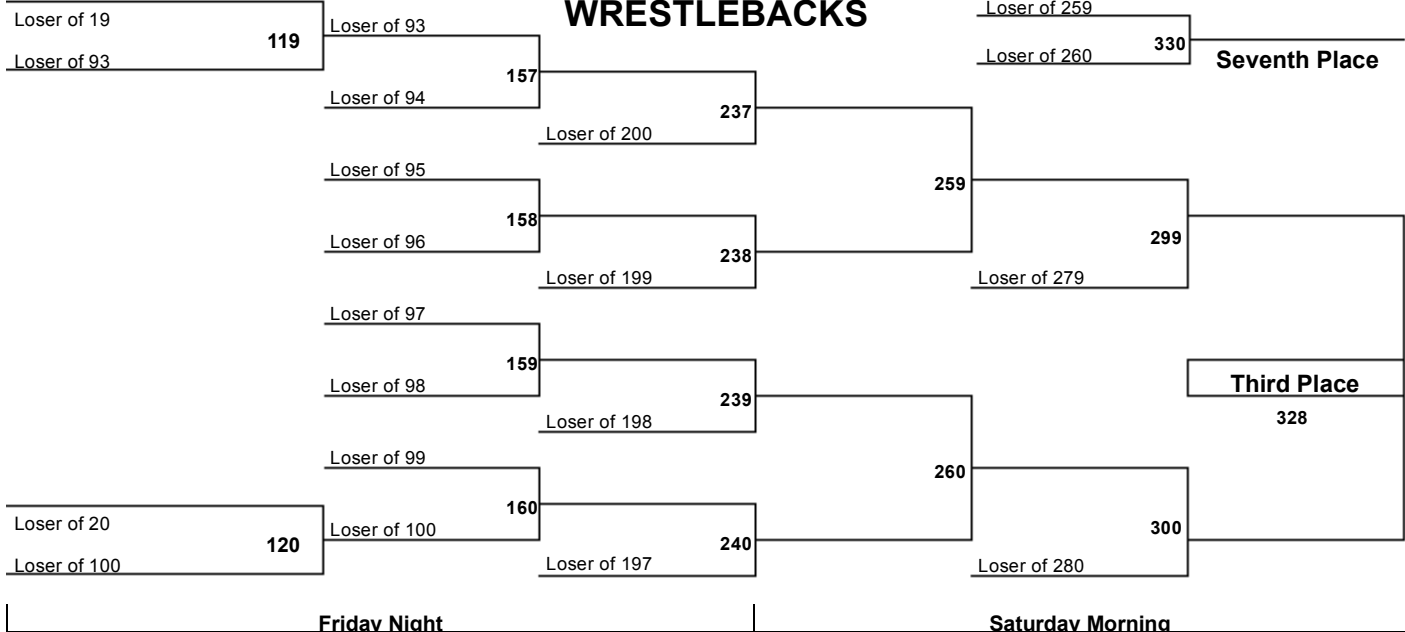 WRESTLEBACKS
Loser of 19
119
Loser of 93
Loser of 93
157
Loser of 94
237
Loser of 200
Loser of 95
158
Loser of 96
238
Loser of 199
259
Loser of 279
299
Loser of 97
159
Loser of 98
239
Loser of 198
Loser of 99
160
Loser of 100
Loser of 20
120
Loser of 100
240
Loser of 197
260
Loser of 280
300
Loser of 259
330
Loser of 260
Seventh Place
Third Place
328
Friday Night
Saturday Morning